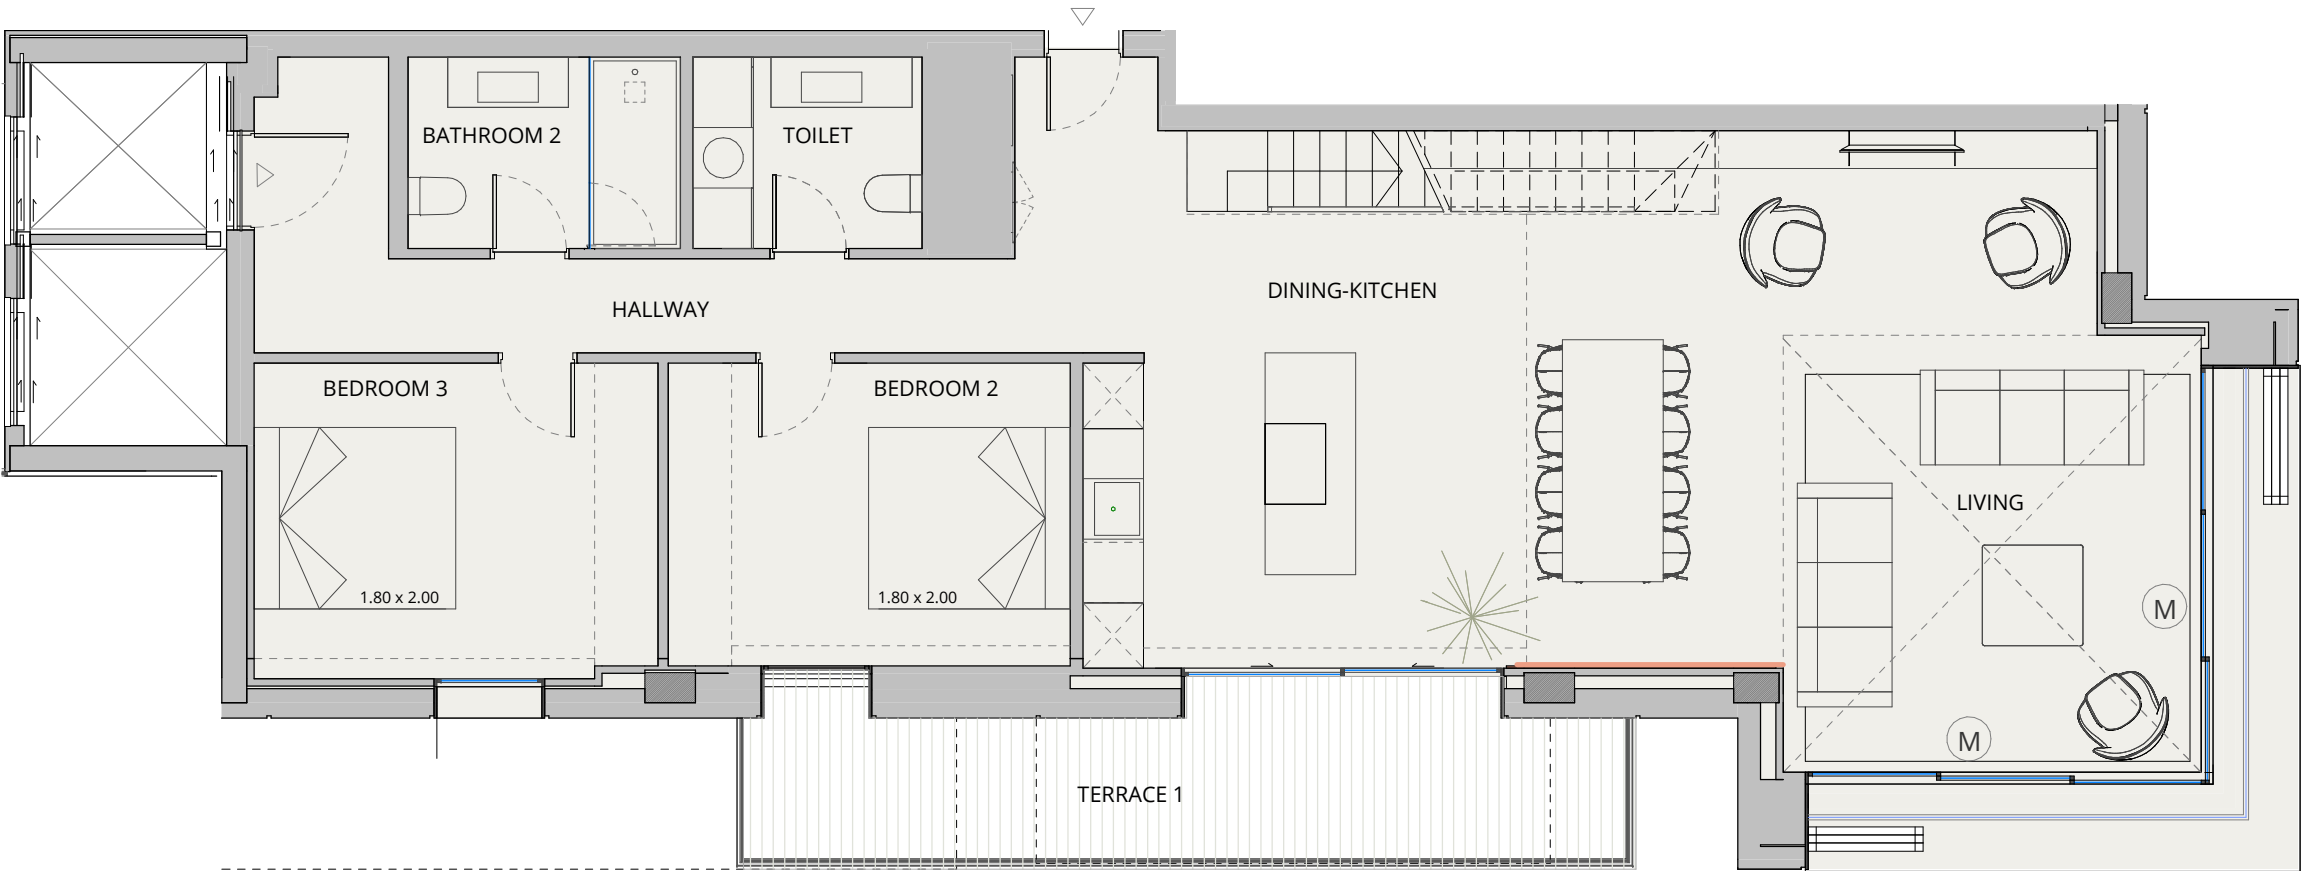 BATHROOM 2
TOILET
DINING-KITCHEN
HALLWAY
BEDROOM 3
BEDROOM 2
LIVING
1.80 x 2.00
1.80 x 2.00
M
M
TERRACE 1